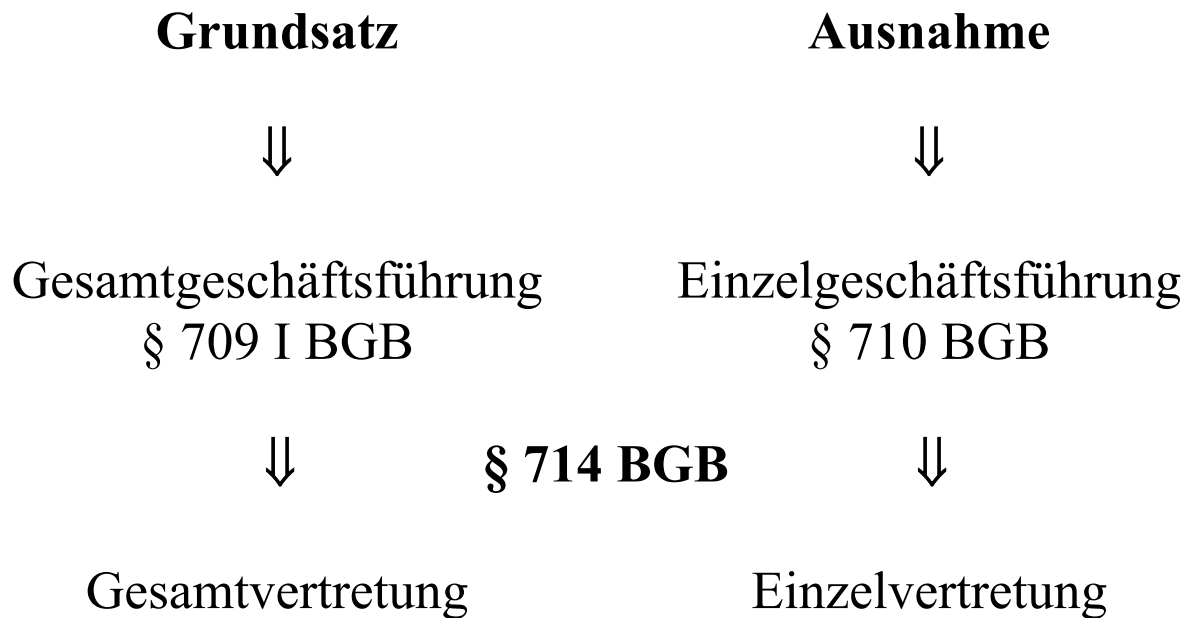 Grundsatz Ausnahme
⇓ ⇓
Gesamtgeschäftsführung Einzelgeschäftsführung
§ 709 I BGB § 710 BGB
⇓ § 714 BGB ⇓
Gesamtvertretung Einzelvertretung